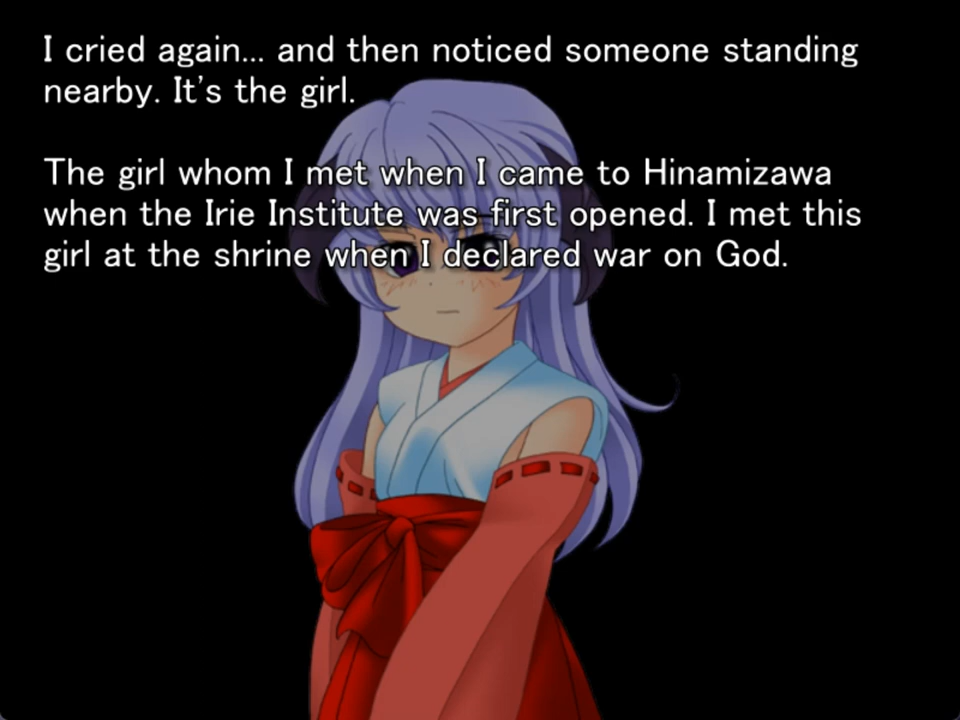 I cried again... and then noticed someone standing
nearby. It's the girl.
The girl whom I met when I came to Hinamizawa
when the Irie Institute was first opened. I met this
girl at the shrine when I declared war on God.